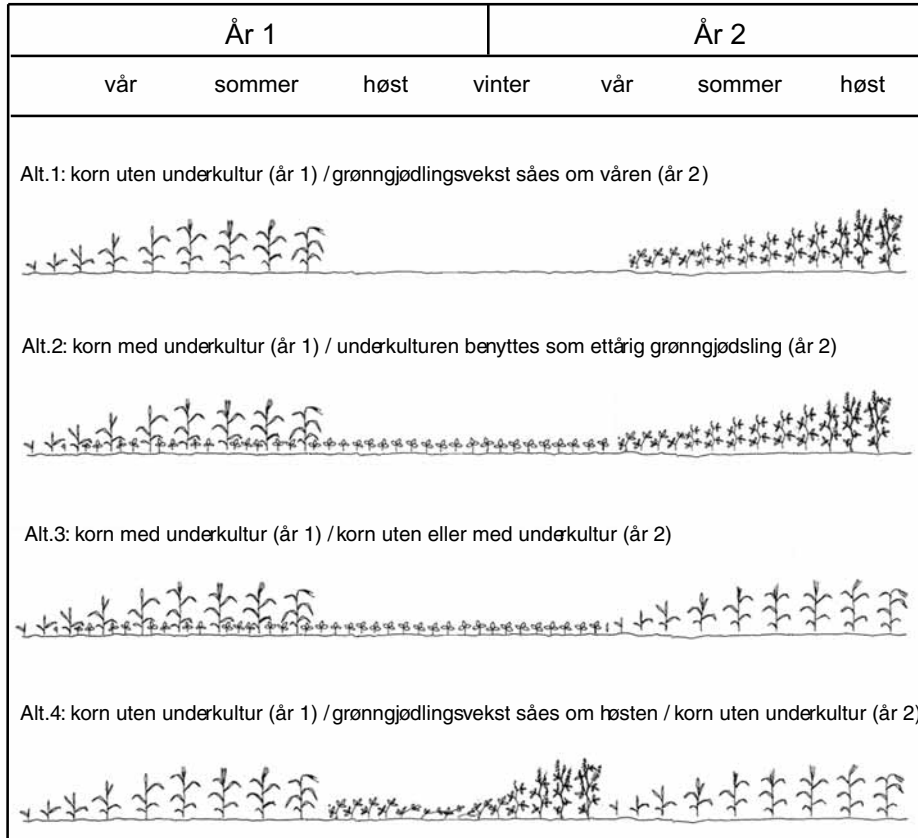 År 1 År 2
vår sommer høst vinter vår sommer høst
Alt.1: korn uten underkultur (år 1) / grønngjødlingsvekst såes om våren (år 2)
Alt.2: korn med underkultur (år 1) / underkulturen benyttes som ettårig grønngjødsling (år 2)
Alt.3: korn med underkultur (år 1) / korn uten eller med underkultur (år 2)
Alt.4: korn uten underkultur (år 1) / grønngjødlingsvekst såes om høsten / korn uten underkultur (år 2)